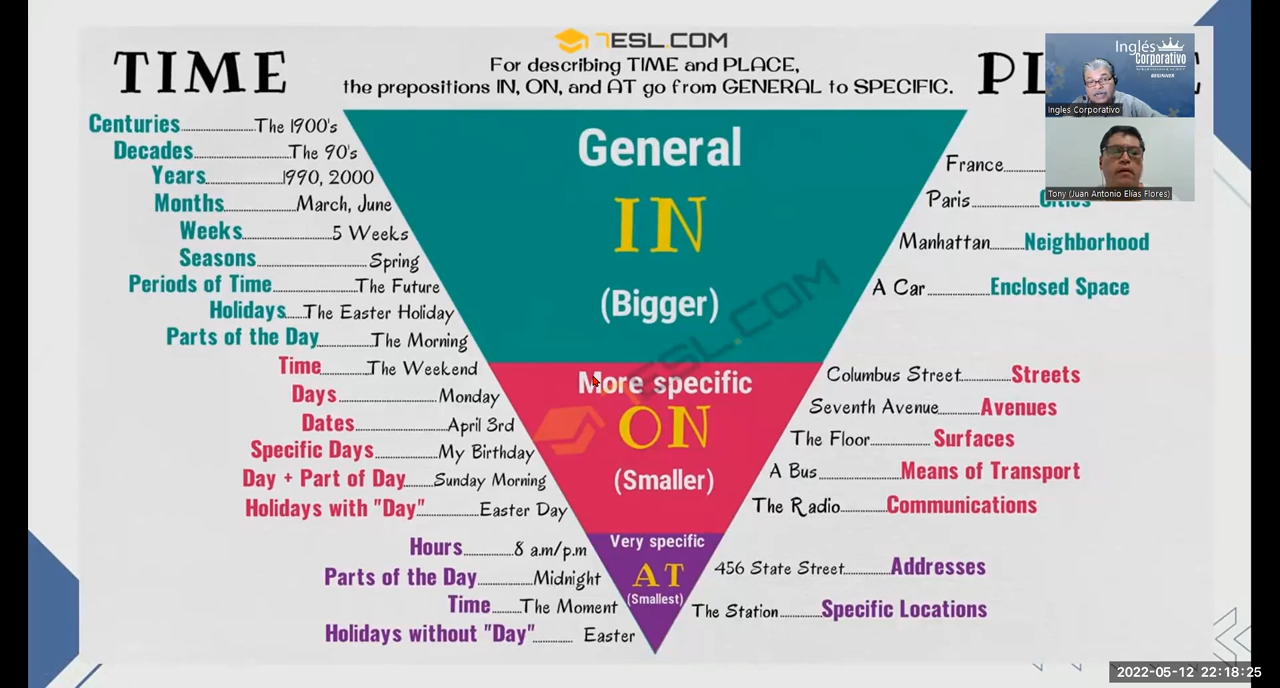 7ESL.COM
TIME
For describing TIME and PLACE,
the prepositions IN, ON, and AT go from GENERAL to SPECIFIC.
Inglés
Corporativo
BEGINNER
Ingles Corporativo
Tony (Juan Antonio Elías Flores)
Centuries.....The 1900's
Decades.....The 90's
Years.....1990, 2000
Months.....March, June
Weeks.....5 Weeks
Seasons.....Spring
Periods of Time.....The Future
Holidays.....The Easter Holiday
Parts of the Day.....The Morning
Time.....The Weekend
Days.....Monday
Dates.....April 3rd
Specific Days.....My Birthday
Day + Part of Day.....Sunday Morning
Holidays with "Day".....Easter Day
Hours.....8 a.m/p.m
Parts of the Day.....Midnight
Time.....The Moment
Holidays without "Day".....Easter
General
IN
(Bigger)
More specific
ON
(Smaller)
Very specific
AT
(Smallest)
7ESL.COM
France.....
Paris.....Cities
Manhattan.....Neighborhood
A Car.....Enclosed Space
Columbus Street.....Streets
Seventh Avenue.....Avenues
The Floor.....Surfaces
A Bus.....Means of Transport
The Radio.....Communications
456 State Street.....Addresses
The Station.....Specific Locations
2022-05-12 22:18:25